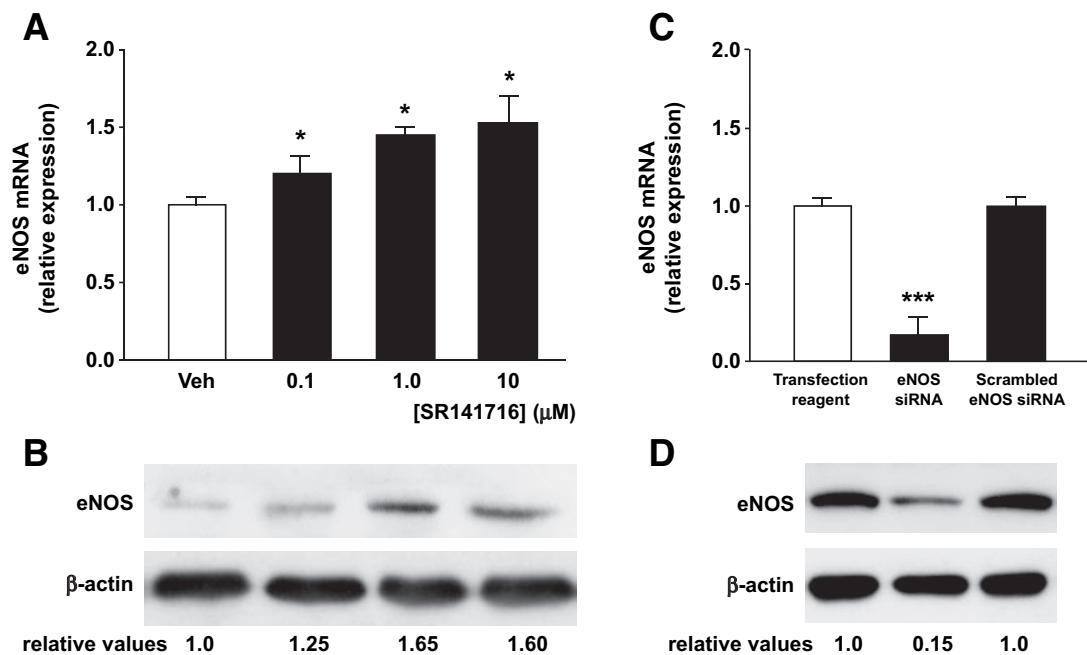 A
2.0
1.5
1.0
0.5
0.0
eNOS mRNA
(relative expression)
*
*
*
Veh 0.1 1.0 10
[SR141716] (μM)
B
eNOS
β-actin
relative values 1.0 1.25 1.65 1.60
C
2.0
1.5
1.0
0.5
0.0
eNOS mRNA
(relative expression)
***
Transfection eNOS Scrambled
reagent siRNA eNOS siRNA
D
eNOS
β-actin
relative values 1.0 0.15 1.0